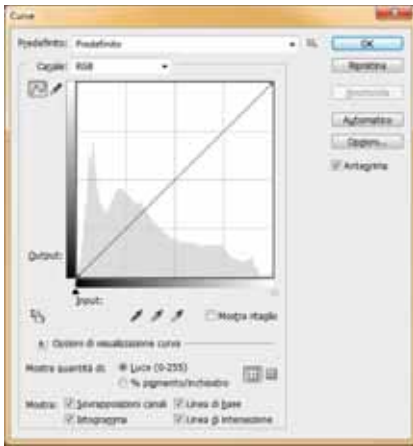 Curve
Predefinito: Predefinito
OK
Canale: RGB
Ripristina
Automatico
Opzioni...
Anteprima
Output:
Input:
Mostra ritaglio
Opzioni di visualizzazione curva
Mostra quantità di: Luce (0-255)
% pigmento/inchiostro
Mostra: Sovrapposizioni canali Linea di base
Istogramma Linea di intersezione